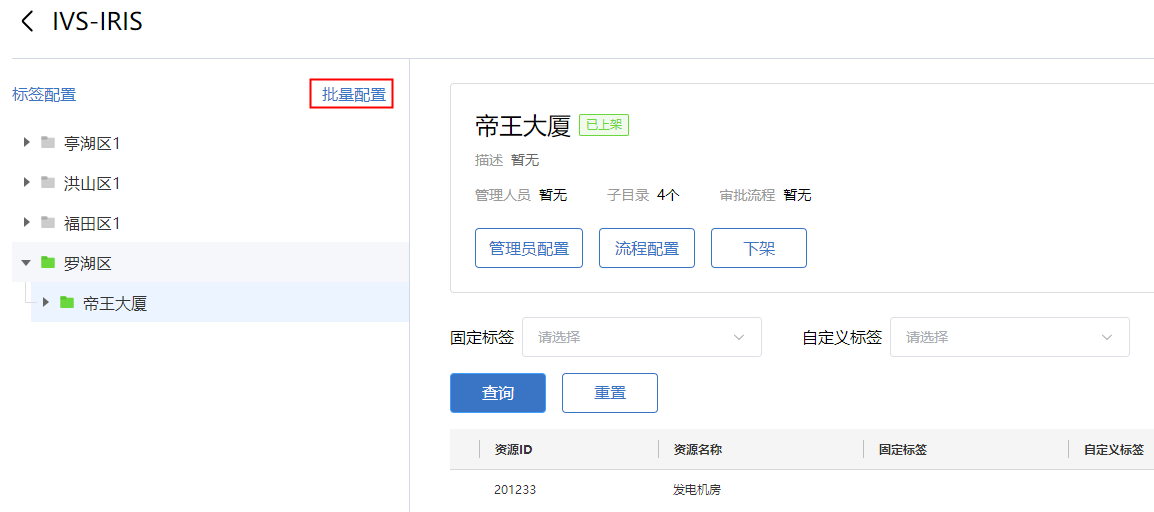 IVS-IRIS
标签配置 批量配置
亭湖区1
洪山区1
福田区1
罗湖区
帝王大厦
帝王大厦 已上架
描述 暂无
管理人员 暂无 子目录 4个 审批流程 暂无
管理员配置 流程配置 下架
固定标签 请选择 自定义标签 请选择
查询 重置
资源ID 资源名称 固定标签 自定义标签
201233 发电机房